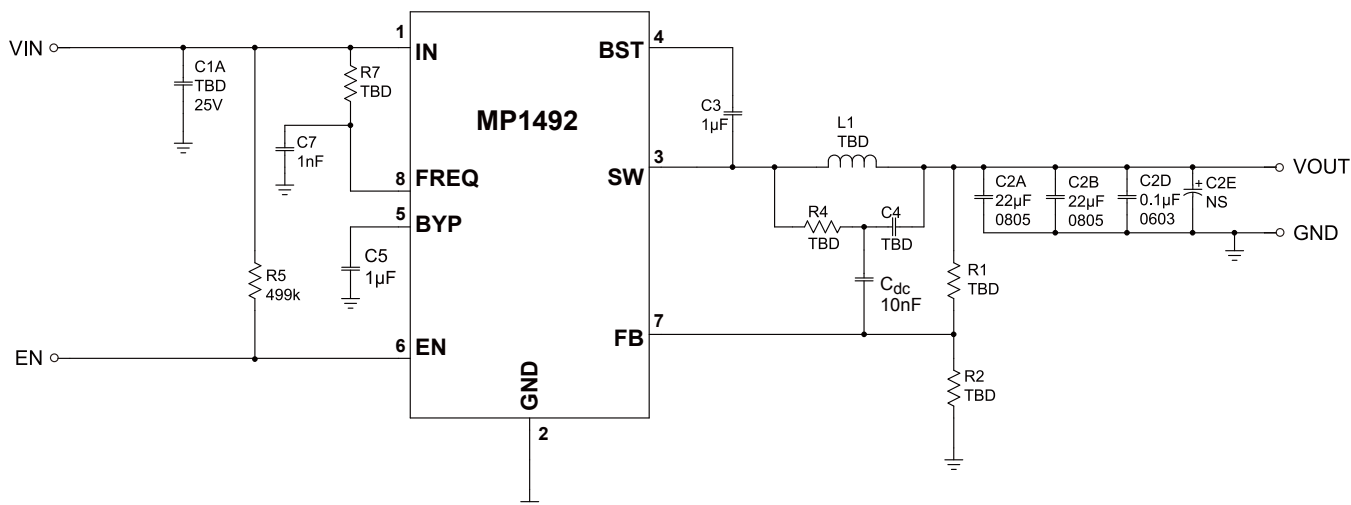 VIN
C1A
TBD
25V
R7
TBD
C7
1nF
1
IN
MP1492
8
FREQ
5
BYP
C5
1µF
R5
499k
6
EN
EN
GND
2
4
BST
C3
1µF
3
SW
L1
TBD
R4
TBD
C4
TBD
Cdc
10nF
7
FB
R1
TBD
R2
TBD
C2A
22µF
0805
C2B
22µF
0805
C2D
0.1µF
0603
+
C2E
NS
VOUT
GND